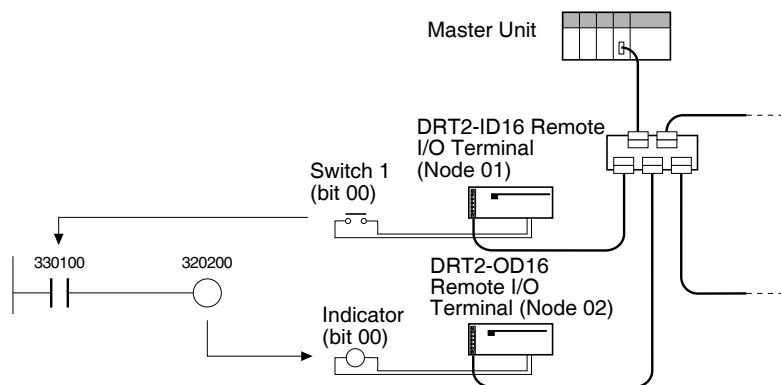 Master Unit
DRT2-ID16 Remote
I/O Terminal
(Node 01)
Switch 1
(bit 00)
330100
320200
DRT2-OD16
Remote I/O
Terminal (Node 02)
Indicator
(bit 00)